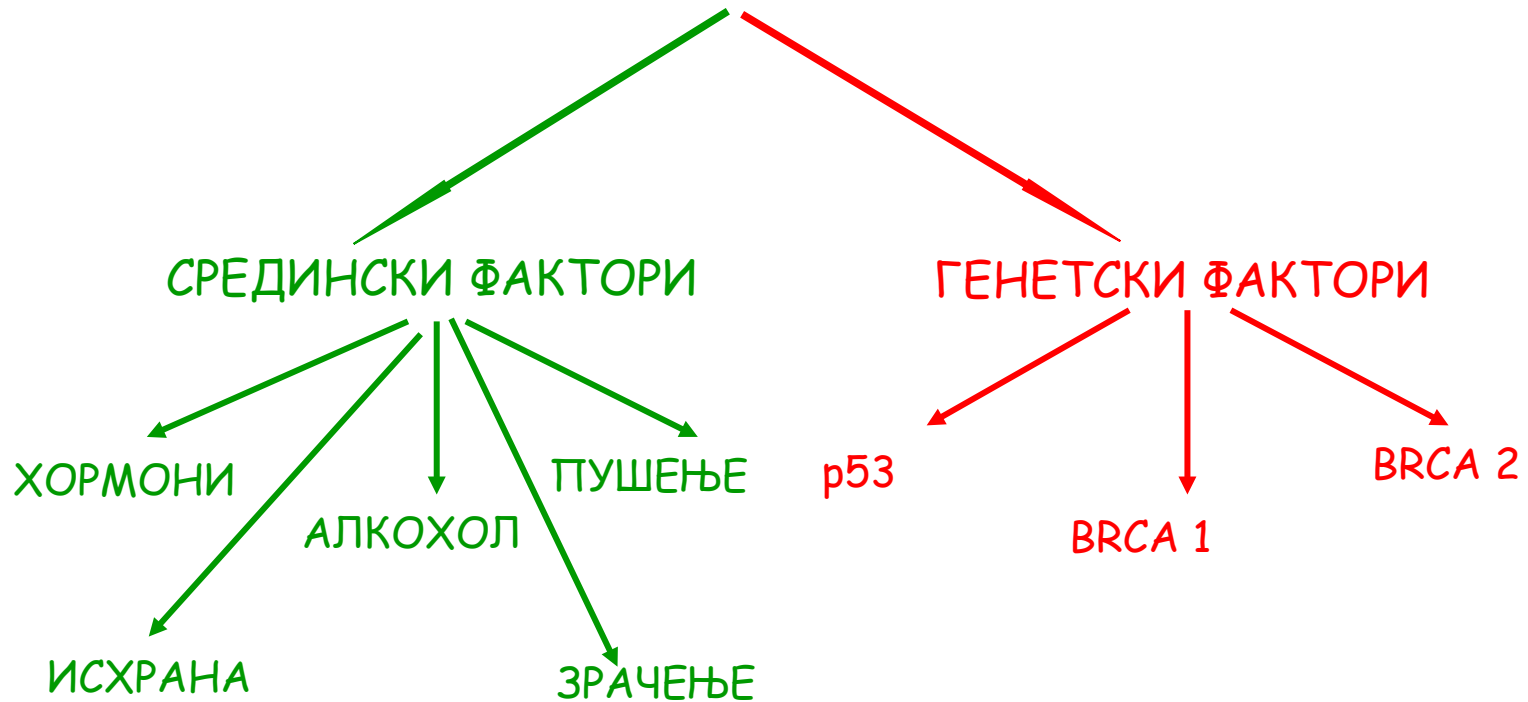 СРЕДИНСКИ ФАКТОРИ
ХОРМОНИ
ИСХРАНА
АЛКОХОЛ
ПУШЕЊЕ
ЗРАЧЕЊЕ
ГЕНЕТСКИ ФАКТОРИ
p53
BRCA 1
BRCA 2